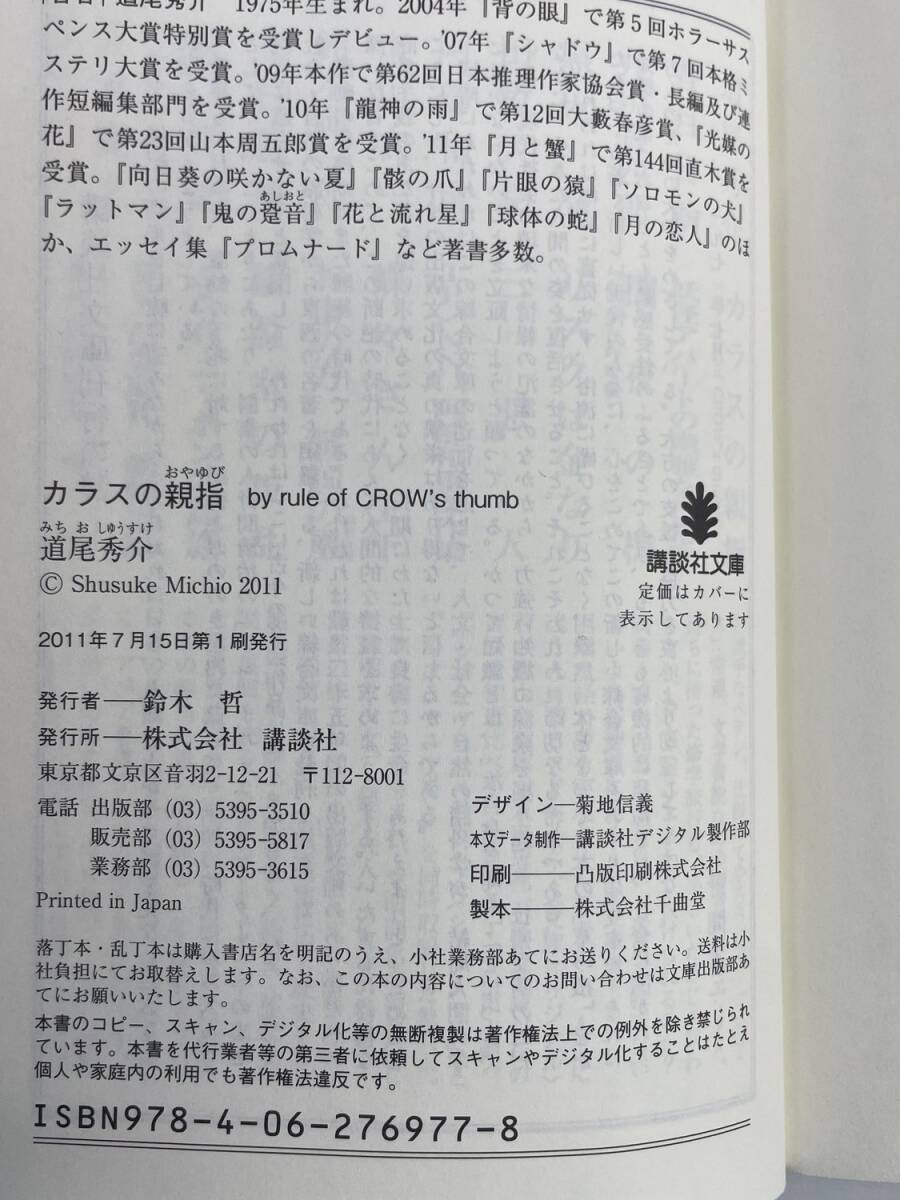 道尾秀介 1975年生まれ。2004年『背の眼』で第5回ホラーサス
ペンス大賞特別賞を受賞しデビュー。'07年『シャドウ』で第7回本格ミ
ステリ大賞を受賞。'09年本作で第62回日本推理作家協会賞・長編及び連
作短編集部門を受賞。'10年『龍神の雨』で第12回大藪春彦賞、『光媒の
花』で第23回山本周五郎賞を受賞。'11年『月と蟹』で第144回直木賞を
受賞。『向日葵の咲かない夏』『骸の爪』『片眼の猿』『ソロモンの犬』
あしおと
『ラットマン』『鬼の跫音』『花と流れ星』『球体の蛇』『月の恋人』のほ
か、エッセイ集『プロムナード』など著書多数。
おやゆび
カラスの親指 by rule of CROW's thumb
みち お しゅうすけ
道尾秀介
© Shusuke Michio 2011
講談社文庫
定価はカバーに
表示してあります
2011年7月15日第1刷発行
発行者――鈴木 哲
発行所――株式会社 講談社
東京都文京区音羽2-12-21 〒112-8001
電話 出版部 (03) 5395-3510
販売部 (03) 5395-5817
業務部 (03) 5395-3615
Printed in Japan
デザイン―菊地信義
本文データ制作―講談社デジタル製作部
印刷―――凸版印刷株式会社
製本―――株式会社千曲堂
落丁本・乱丁本は購入書店名を明記のうえ、小社業務部あてにお送りください。送料は小
社負担にてお取替えします。なお、この本の内容についてのお問い合わせは文庫出版部あ
てにお願いいたします。
本書のコピー、スキャン、デジタル化等の無断複製は著作権法上での例外を除き禁じられ
ています。本書を代行業者等の第三者に依頼してスキャンやデジタル化することはたとえ
個人や家庭内の利用でも著作権法違反です。
ISBN978-4-06-276977-8